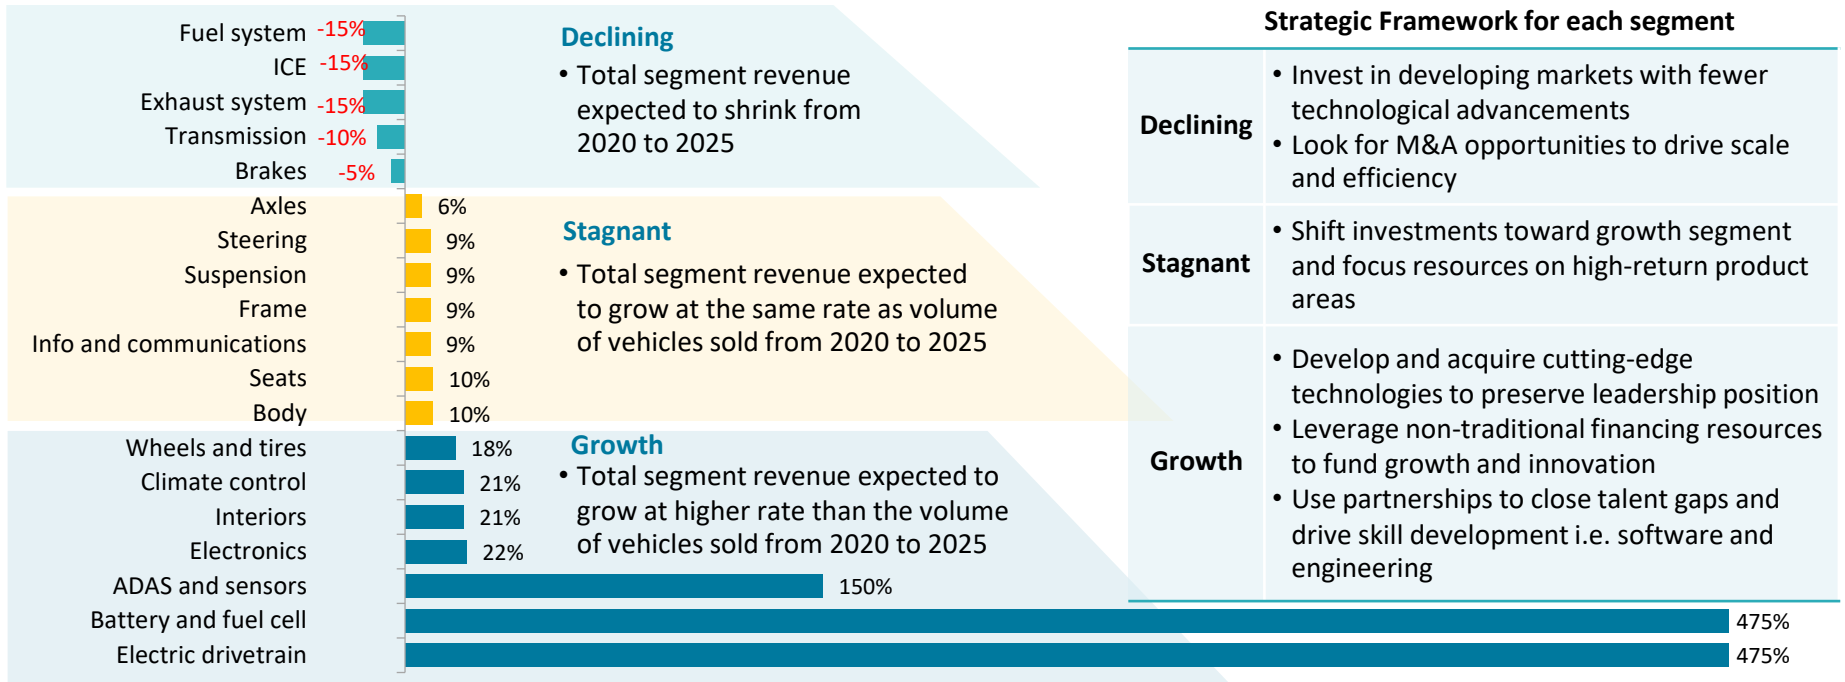 Fuel system -15%
ICE -15%
Exhaust system -15%
Transmission -10%
Brakes -5%
Declining
• Total segment revenue
expected to shrink from
2020 to 2025
Axles 6%
Steering 9%
Suspension 9%
Frame 9%
Info and communications 9%
Seats 10%
Body 10%
Stagnant
• Total segment revenue expected
to grow at the same rate as volume
of vehicles sold from 2020 to 2025
Wheels and tires 18%
Climate control 21%
Interiors 21%
Electronics 22%
ADAS and sensors 150%
Battery and fuel cell 475%
Electric drivetrain 475%
Growth
• Total segment revenue expected to
grow at higher rate than the volume
of vehicles sold from 2020 to 2025
Strategic Framework for each segment
Declining
• Invest in developing markets with fewer
technological advancements
• Look for M&A opportunities to drive scale
and efficiency
Stagnant
• Shift investments toward growth segment
and focus resources on high-return product
areas
Growth
• Develop and acquire cutting-edge
technologies to preserve leadership position
• Leverage non-traditional financing resources
to fund growth and innovation
• Use partnerships to close talent gaps and
drive skill development i.e. software and
engineering